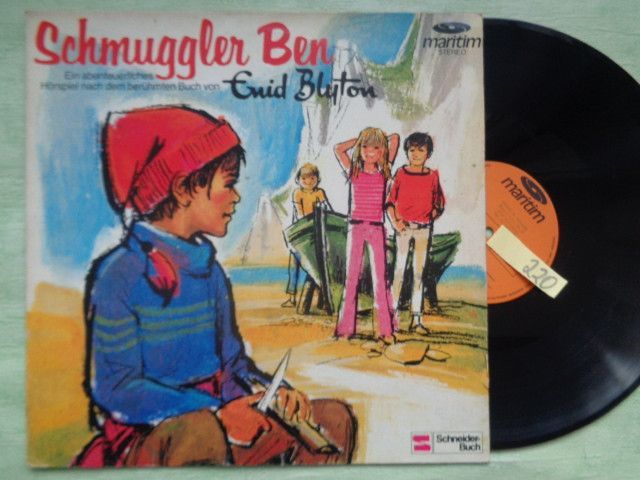 Schmuggler Ben
Ein abenteuerliches
Hörspiel nach dem berühmten Buch von Enid Blyton
maritim
STEREO
maritim
220
Schneider-
Buch